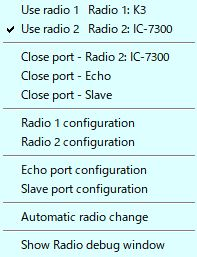 Use radio 1 Radio 1: K3
Use radio 2 Radio 2: IC-7300
Close port - Radio 2: IC-7300
Close port - Echo
Close port - Slave
Radio 1 configuration
Radio 2 configuration
Echo port configuration
Slave port configuration
Automatic radio change
Show Radio debug window